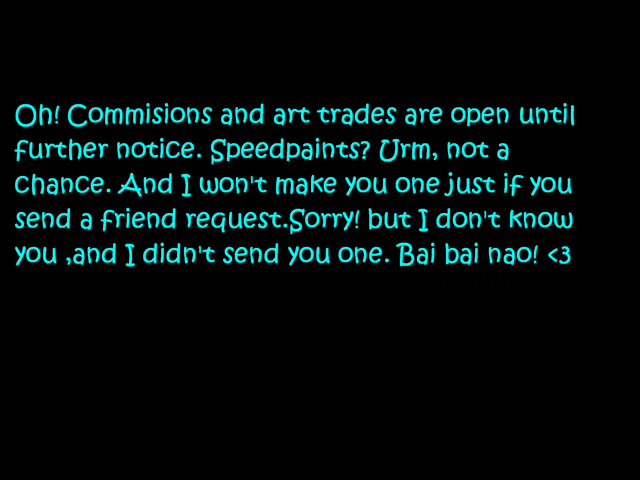 Oh! Commisions and art trades are open until
further notice. Speedpaints? Urm, not a
chance. And I won't make you one just if you
send a friend request.Sorry! but I don't know
you ,and I didn't send you one. Bai bai nao! <3